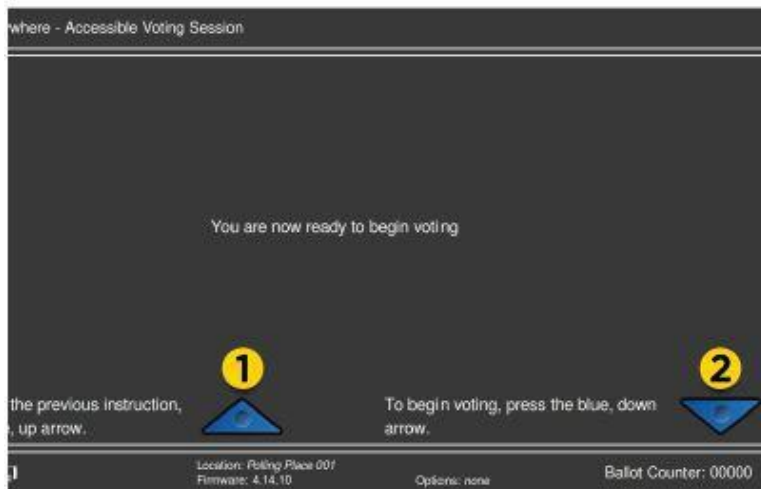 where - Accessible Voting Session
You are now ready to begin voting
1
2
the previous instruction,
, up arrow.
To begin voting, press the blue, down
arrow.
Location: Polling Place 001
Firmware: 4.14.10
Options: none
Ballot Counter: 00000